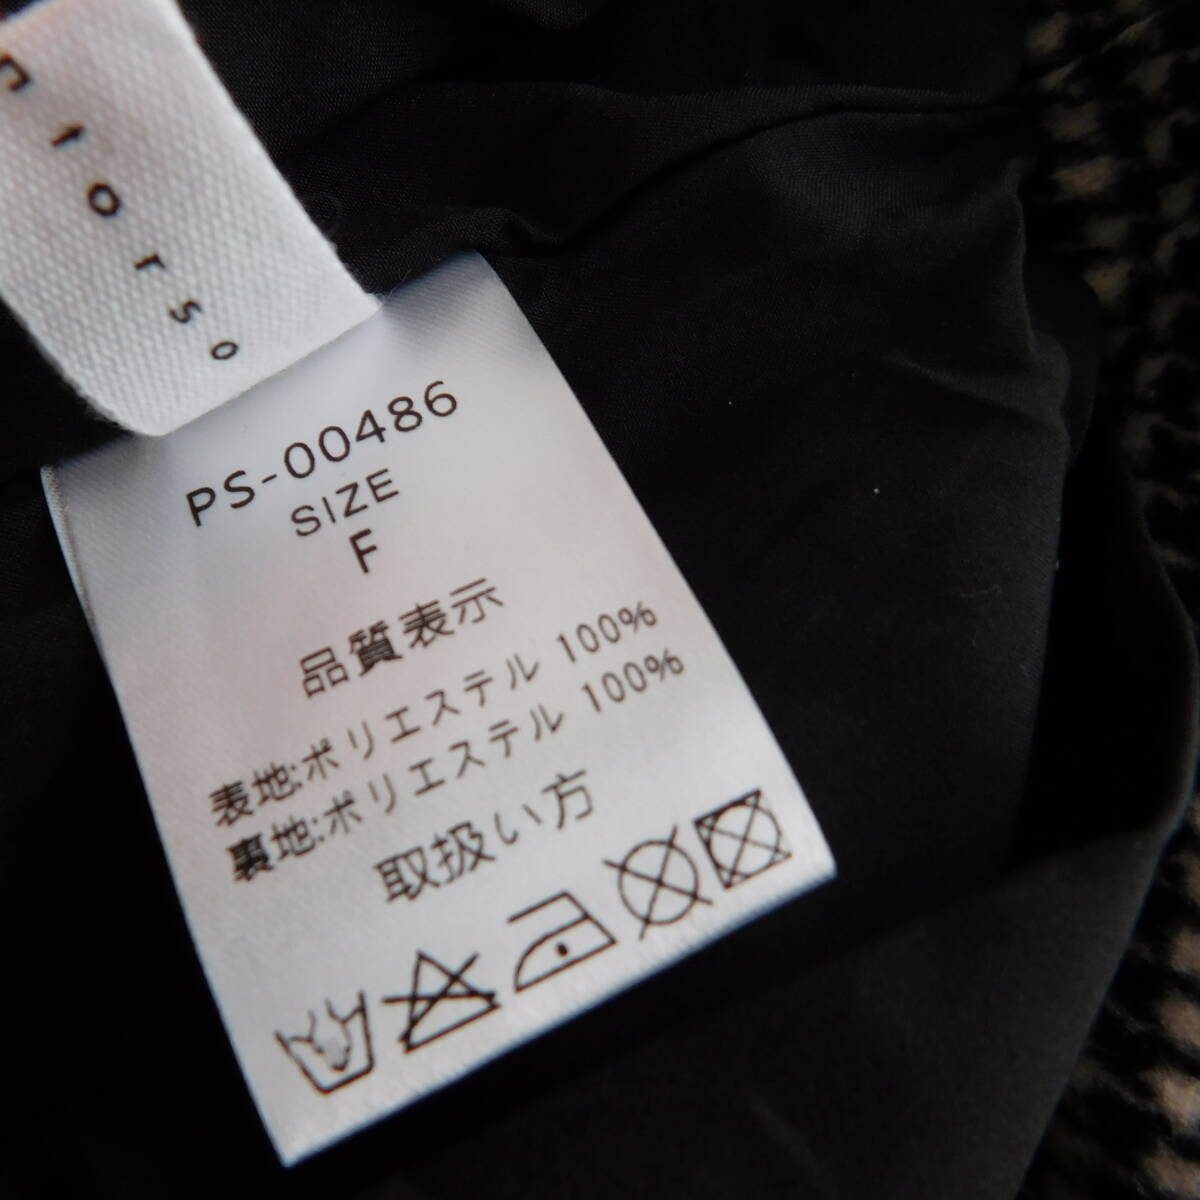 torso
PS-00486
SIZE
F
品質表示
表地:ポリエステル 100%
裏地:ポリエステル 100%
取扱い方